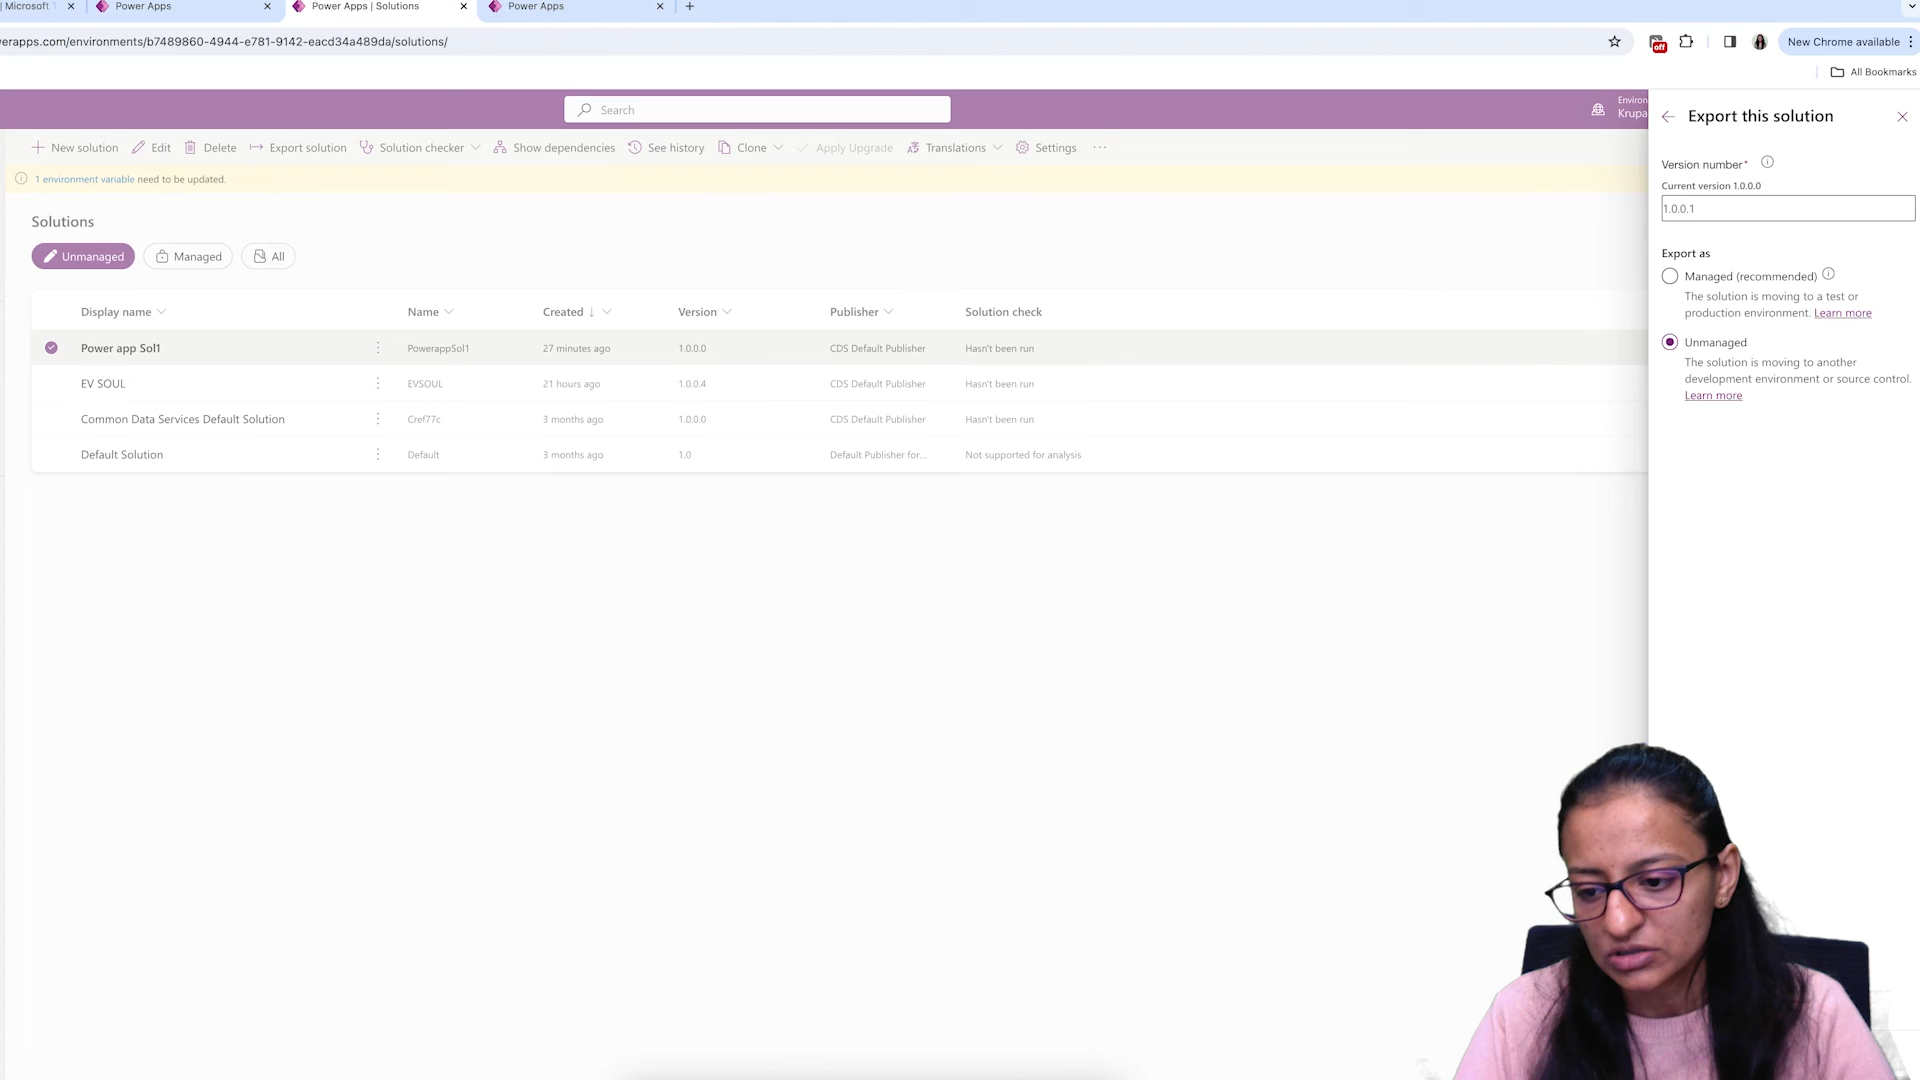 | Microsoft
Power Apps
Power Apps | Solutions
Power Apps
erapps.com/environments/b7489860-4944-e781-9142-eacd34a489da/solutions/
off
New Chrome available
All Bookmarks
Search
Environ
Krupa
New solution Edit Delete Export solution Solution checker Show dependencies See history Clone Apply Upgrade Translations Settings ...
1 environment variable need to be updated.
Solutions
Unmanaged Managed All
Display name Name Created ↓ Version Publisher Solution check
Power app Sol1 PowerappSol1 27 minutes ago 1.0.0.0 CDS Default Publisher Hasn't been run
EV SOUL EVSOUL 21 hours ago 1.0.0.4 CDS Default Publisher Hasn't been run
Common Data Services Default Solution Cref77c 3 months ago 1.0.0.0 CDS Default Publisher Hasn't been run
Default Solution Default 3 months ago 1.0 Default Publisher for... Not supported for analysis
Export this solution
Version number*
Current version 1.0.0.0
1.0.0.1
Export as
Managed (recommended)
The solution is moving to a test or
production environment. Learn more
Unmanaged
The solution is moving to another
development environment or source control.
Learn more